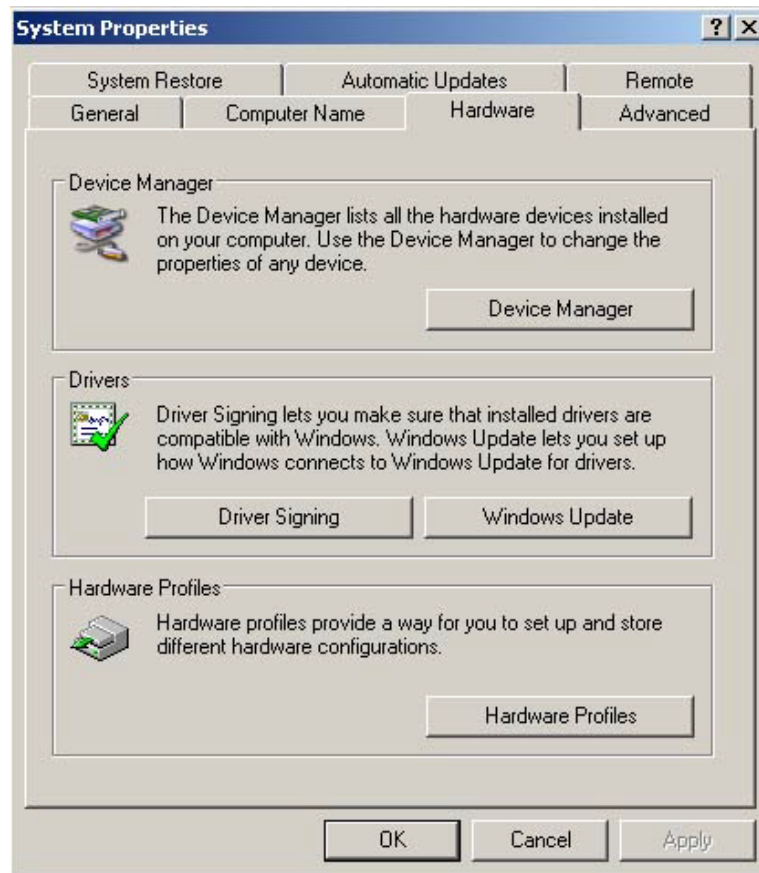 System Properties
System Restore
Automatic Updates
Remote
General
Computer Name
Hardware
Advanced
Device Manager
The Device Manager lists all the hardware devices installed
on your computer. Use the Device Manager to change the
properties of any device.
Device Manager
Drivers
Driver Signing lets you make sure that installed drivers are
compatible with Windows. Windows Update lets you set up
how Windows connects to Windows Update for drivers.
Driver Signing
Windows Update
Hardware Profiles
Hardware profiles provide a way for you to set up and store
different hardware configurations.
Hardware Profiles
OK
Cancel
Apply